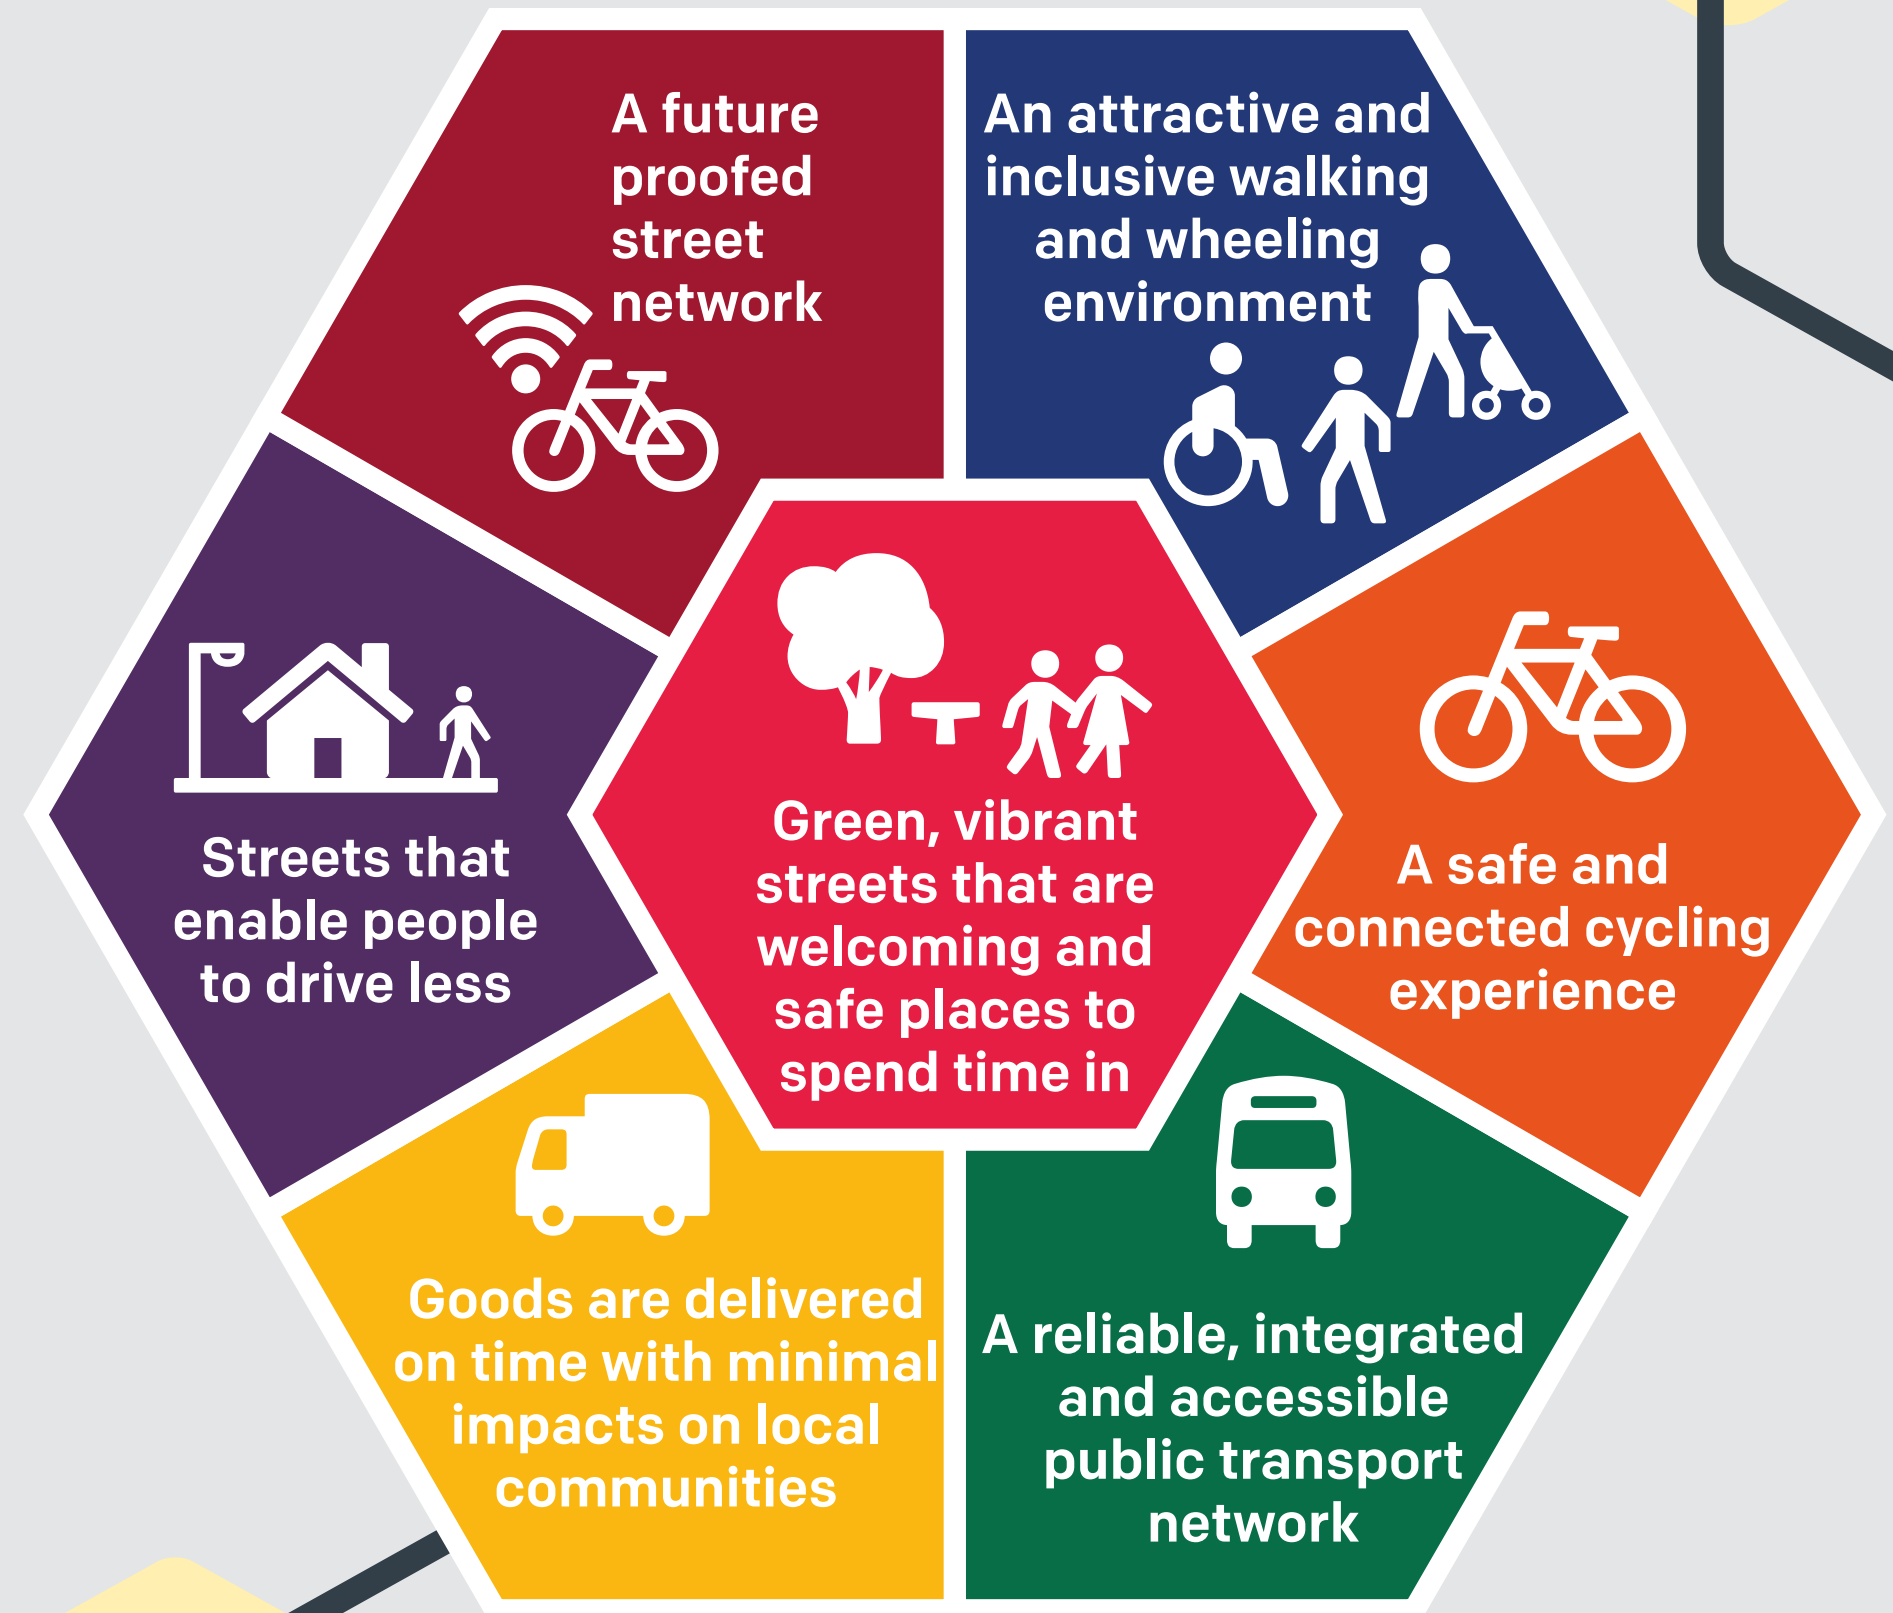 A future
proofed
street
network
An attractive and
inclusive walking
and wheeling
environment
Streets that
enable people
to drive less
Green, vibrant
streets that are
welcoming and
safe places to
spend time in
A safe and
connected cycling
experience
Goods are delivered
on time with minimal
impacts on local
communities
A reliable, integrated
and accessible
public transport
network